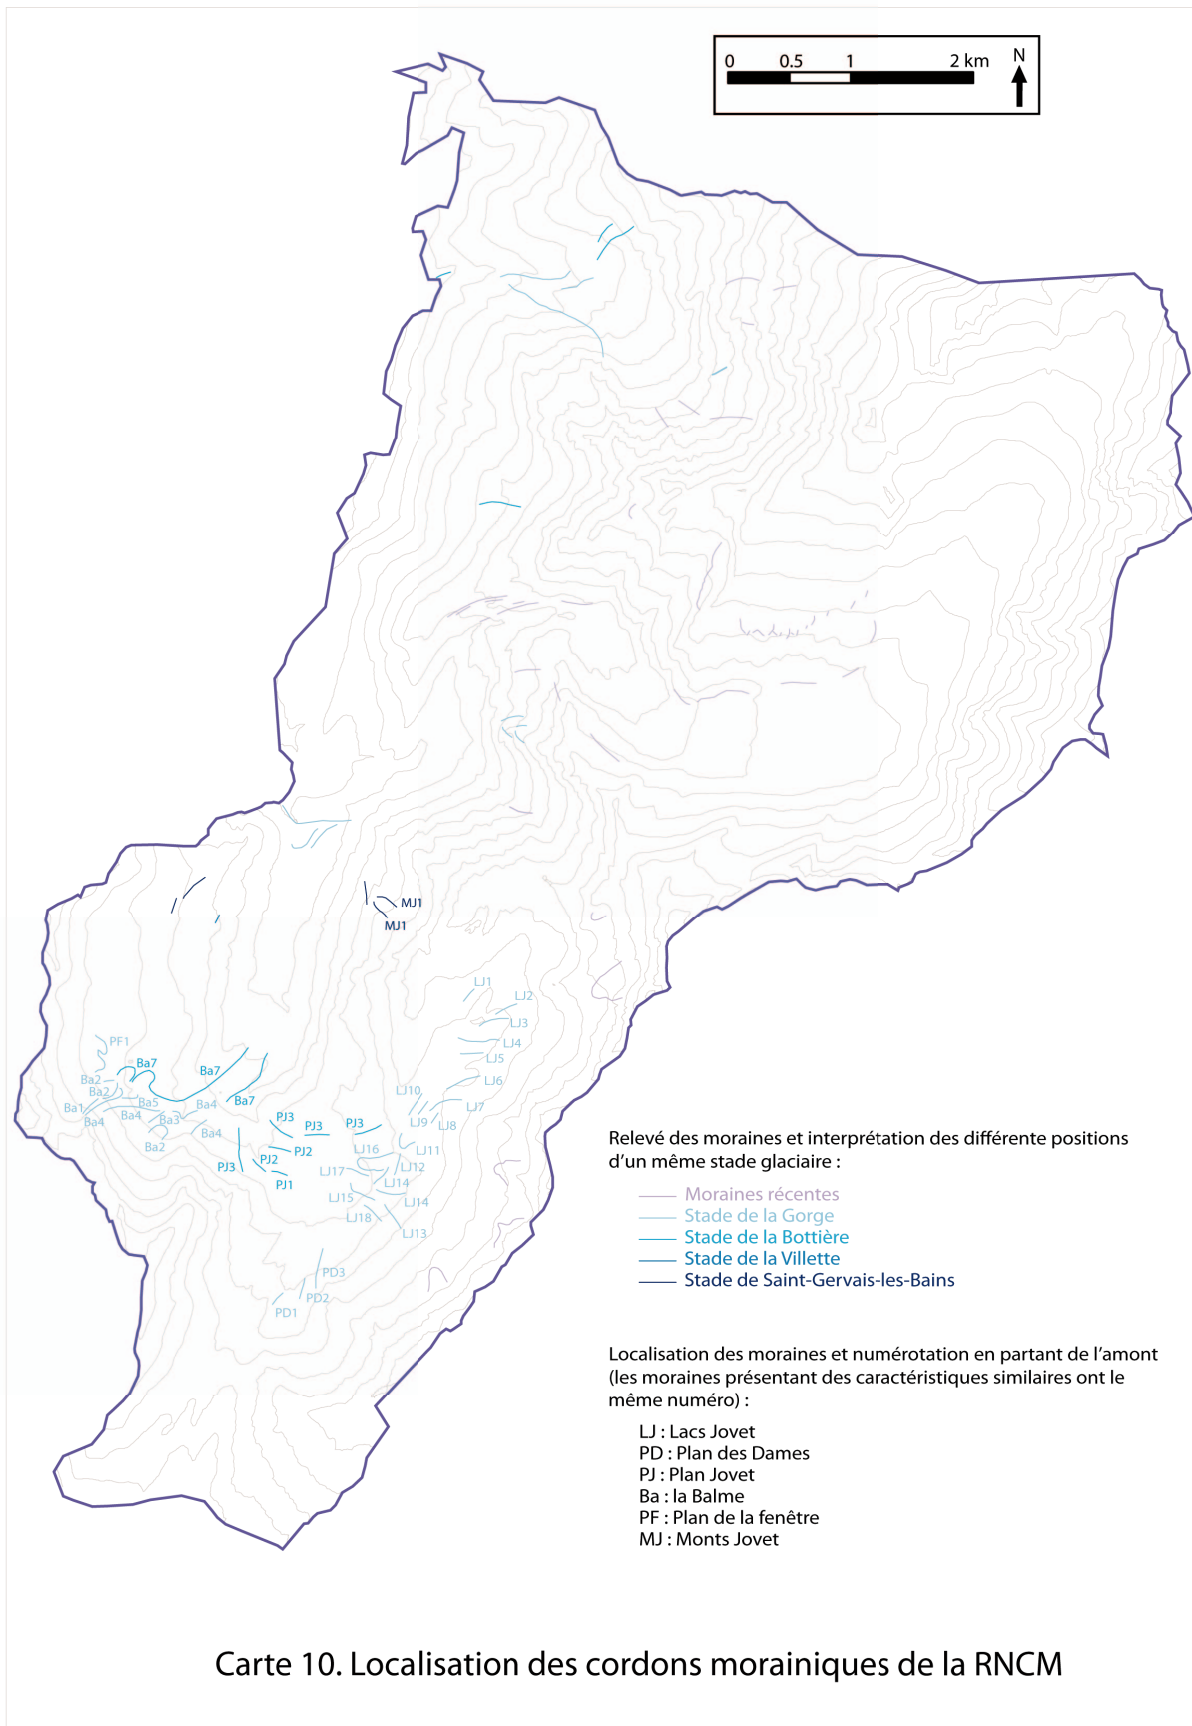 0 0.5 1 2 km N
LJ1
LJ2
LJ3
LJ4
LJ5
LJ6
LJ7
LJ8
LJ9
LJ10
LJ11
LJ12
LJ14
LJ14
LJ13
LJ16
LJ17
LJ15
LJ18
MJ1
MJ1
PF1
Ba7
Ba7
Ba7
Ba2
Ba2
Ba1
Ba4
Ba4
Ba5
Ba3
Ba4
Ba4
Ba2
PJ3
PJ3
PJ3
PJ3
PJ2
PJ2
PJ1
PD3
PD2
PD1
Relevé des moraines et interprétation des différente positions
d'un même stade glaciaire :
Moraines récentes
Stade de la Gorge
Stade de la Bottière
Stade de la Villette
Stade de Saint-Gervais-les-Bains
Localisation des moraines et numérotation en partant de l'amont
(les moraines présentant des caractéristiques similaires ont le
même numéro) :
LJ : Lacs Jovet
PD : Plan des Dames
PJ : Plan Jovet
Ba : la Balme
PF : Plan de la fenêtre
MJ : Monts Jovet
Carte 10. Localisation des cordons morainiques de la RNCM